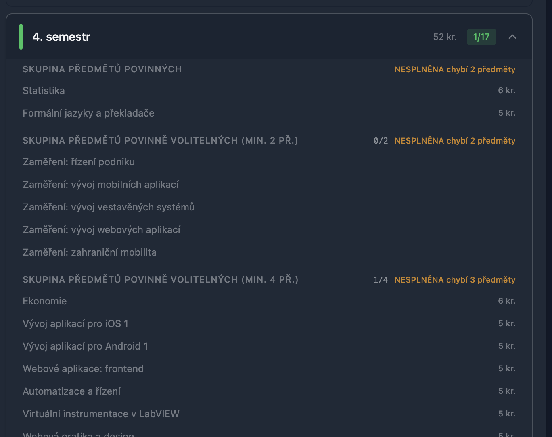 4. semestr 52 kr. 1/17
SKUPINA PŘEDMĚTŮ POVINNÝCH NESPLNĚNA chybí 2 předměty
Statistika 6 kr.
Formální jazyky a překladače 5 kr.
SKUPINA PŘEDMĚTŮ POVINNĚ VOLITELNÝCH (MIN. 2 PŘ.) 0/2 NESPLNĚNA chybí 2 předměty
Zaměření: řízení podniku
Zaměření: vývoj mobilních aplikací
Zaměření: vývoj vestavěných systémů
Zaměření: vývoj webových aplikací
Zaměření: zahraniční mobilita
SKUPINA PŘEDMĚTŮ POVINNĚ VOLITELNÝCH (MIN. 4 PŘ.) 1/4 NESPLNĚNA chybí 3 předměty
Ekonomie 6 kr.
Vývoj aplikací pro iOS 1 5 kr.
Vývoj aplikací pro Android 1 5 kr.
Webové aplikace: frontend 5 kr.
Automatizace a řízení 5 kr.
Virtuální instrumentace v LabVIEW 5 kr.
Webová grafika a design 5 kr.